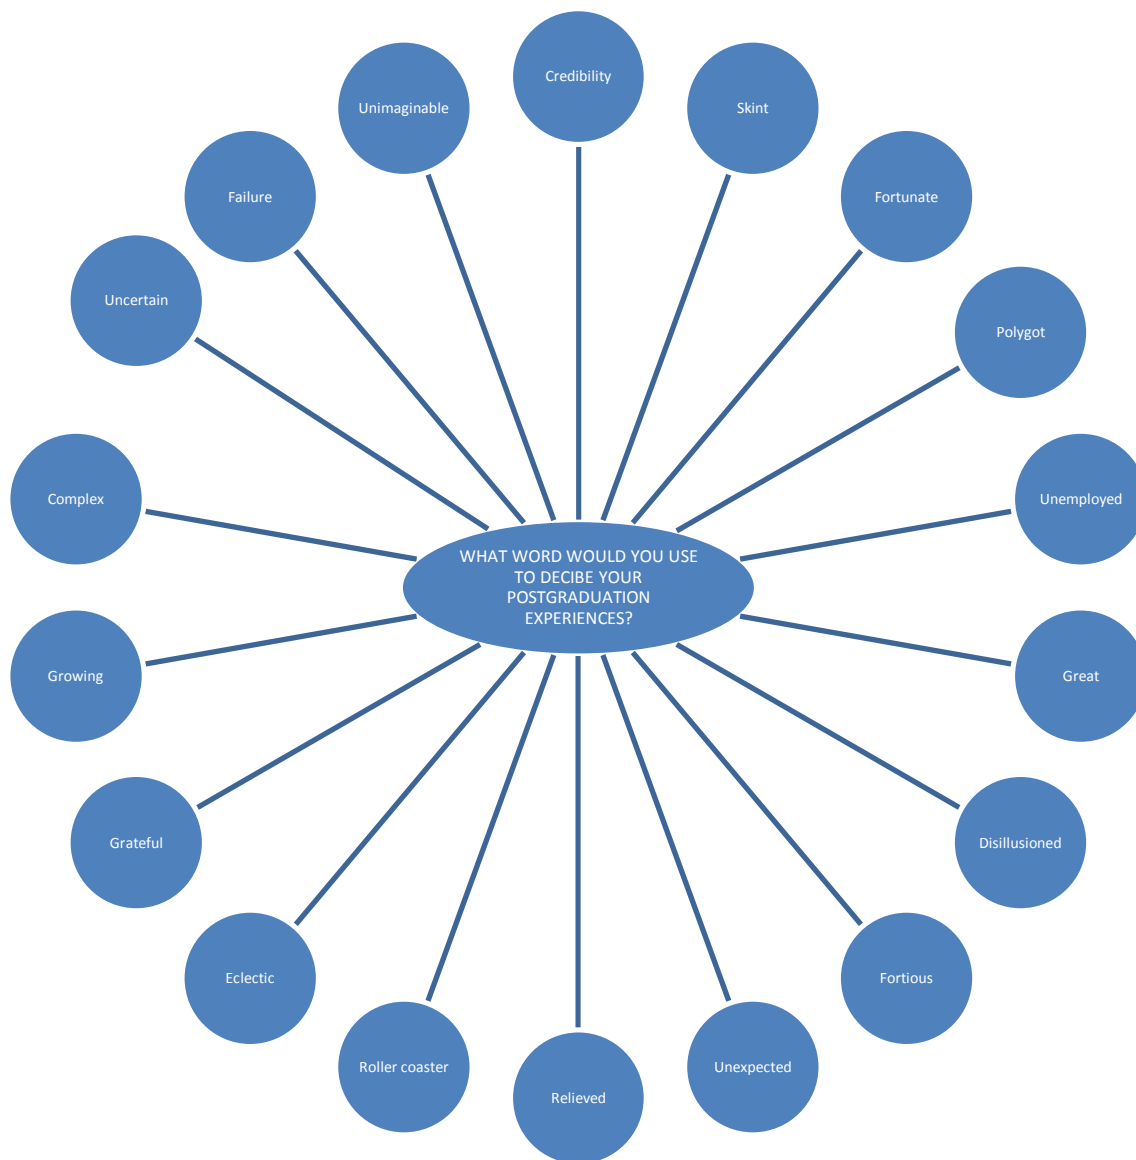 Credibility
Skint
Fortunate
Polygot
Unemployed
Great
Disillusioned
Fortious
Unexpected
Relieved
Roller coaster
Eclectic
Grateful
Growing
Complex
Uncertain
Failure
Unimaginable
WHAT WORD WOULD YOU USE
TO DECIBE YOUR
POSTGRADUATION
EXPERIENCES?